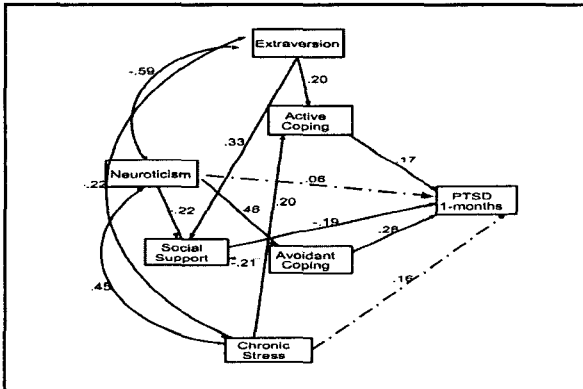 Extraversion
-.59
.20
Active
Coping
.33
.17
Neuroticism
.06
-.22
.46
.20
PTSD
1-months
-.22
-.19
Social
Support
-.21
Avoidant
Coping
.28
.45
.16
Chronic
Stress